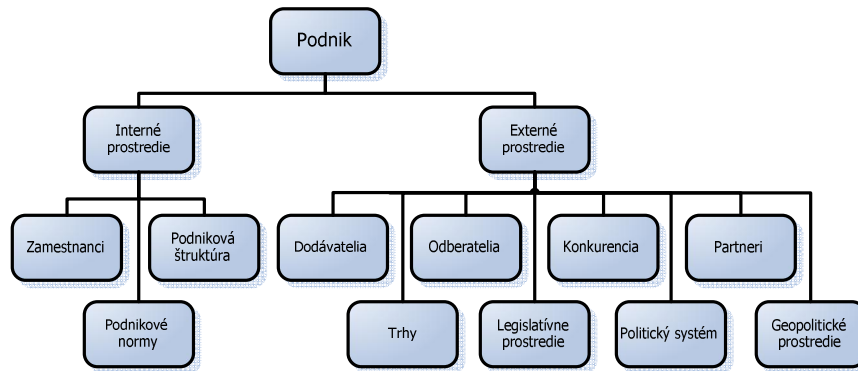 Podnik
Interné
prostredie
Externé
prostredie
Zamestnanci
Podniková
štruktúra
Dodávatelia
Odberatelia
Konkurencia
Partneri
Podnikové
normy
Trhy
Legislatívne
prostredie
Politický systém
Geopolitické
prostredie